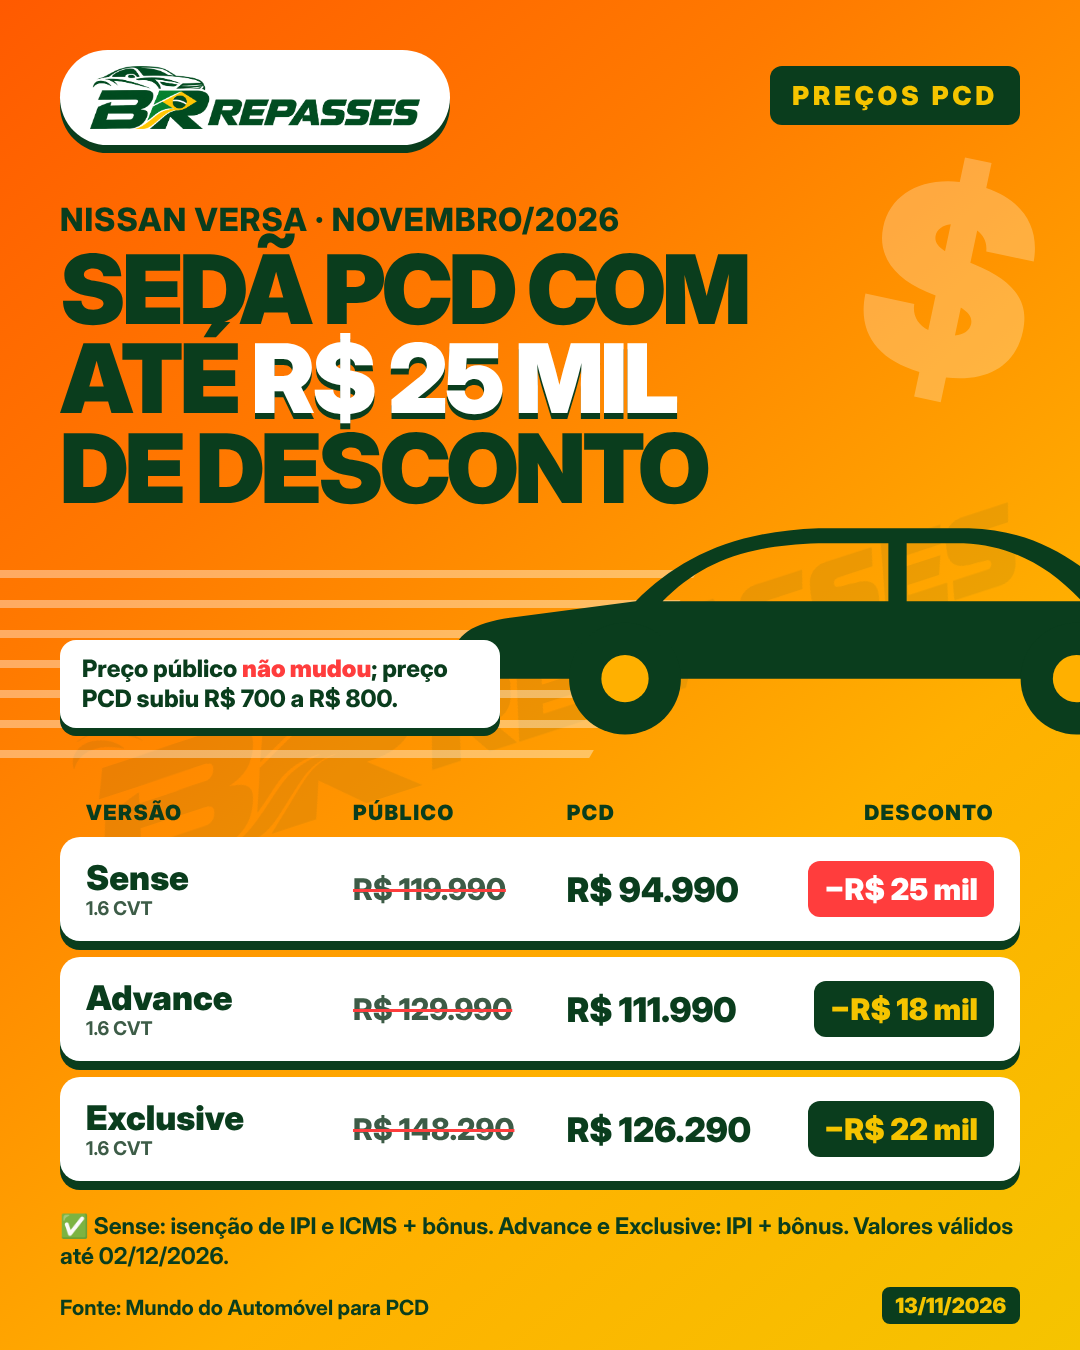 BR REPASSES
PREÇOS PCD
NISSAN VERSA · NOVEMBRO/2026
SEDÃ PCD COM
ATÉ R$ 25 MIL
DE DESCONTO
$
Preço público não mudou; preço
PCD subiu R$ 700 a R$ 800.
BR REPASSES
VERSÃO PÚBLICO PCD DESCONTO
Sense
1.6 CVT
R$ 119.990 R$ 94.990 −R$ 25 mil
Advance
1.6 CVT
R$ 129.990 R$ 111.990 −R$ 18 mil
Exclusive
1.6 CVT
R$ 148.290 R$ 126.290 −R$ 22 mil
✅ Sense: isenção de IPI e ICMS + bônus. Advance e Exclusive: IPI + bônus. Valores válidos
até 02/12/2026.
Fonte: Mundo do Automóvel para PCD
13/11/2026